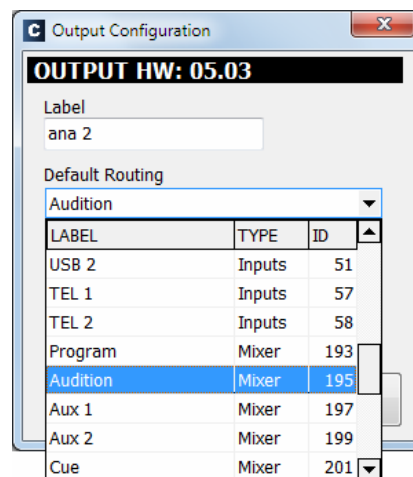 C Output Configuration x
OUTPUT HW: 05.03
Label
ana 2
Default Routing
Audition
LABEL TYPE ID
USB 2 Inputs 51
TEL 1 Inputs 57
TEL 2 Inputs 58
Program Mixer 193
Audition Mixer 195
Aux 1 Mixer 197
Aux 2 Mixer 199
Cue Mixer 201